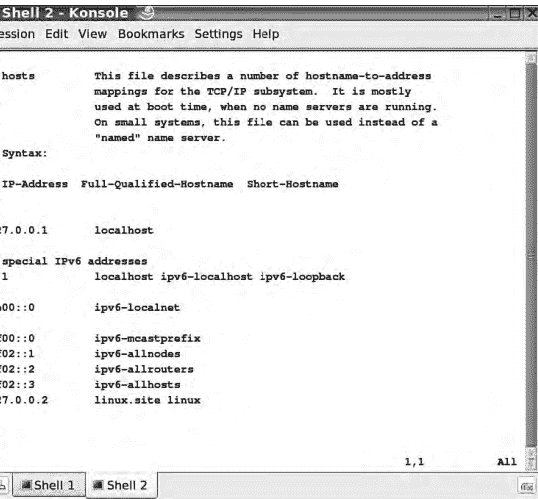 Shell 2 - Konsole
ession Edit View Bookmarks Settings Help
hosts This file describes a number of hostname-to-address
mappings for the TCP/IP subsystem. It is mostly
used at boot time, when no name servers are running.
On small systems, this file can be used instead of a
"named" name server.
Syntax:
IP-Address Full-Qualified-Hostname Short-Hostname
27.0.0.1 localhost
special IPv6 addresses
1 localhost ipv6-localhost ipv6-loopback
00::0 ipv6-localnet
f00::0 ipv6-mcastprefix
f02::1 ipv6-allnodes
f02::2 ipv6-allrouters
f02::3 ipv6-allhosts
27.0.0.2 linux.site linux
1,1 All
Shell 1 Shell 2